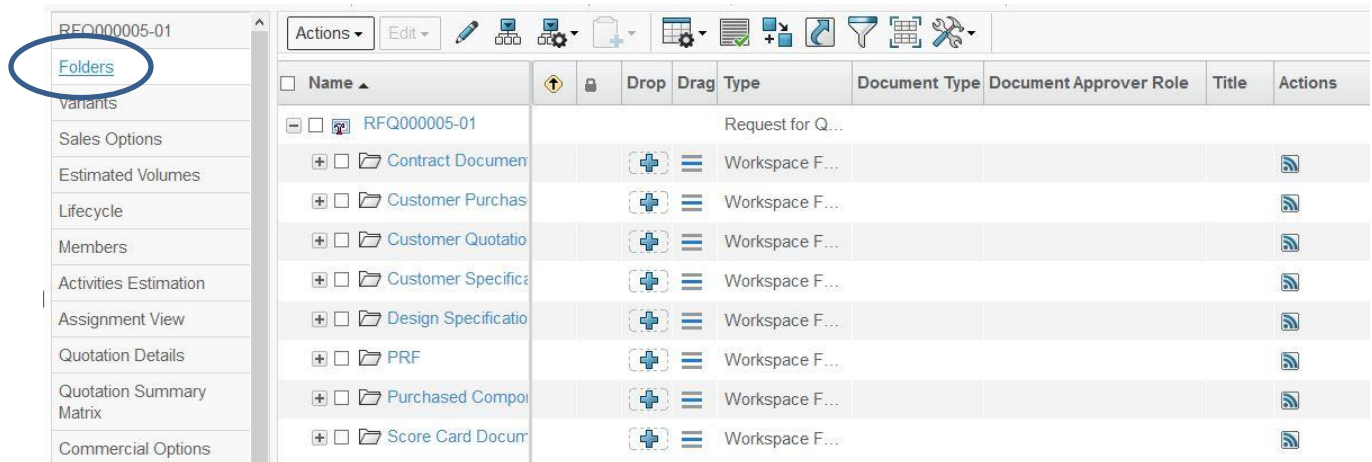 RFQ000005-01
Folders
Variants
Sales Options
Estimated Volumes
Lifecycle
Members
Activities Estimation
Assignment View
Quotation Details
Quotation Summary
Matrix
Commercial Options
Actions Edit
Name Drop Drag Type Document Type Document Approver Role Title Actions
RFQ000005-01 Request for Q...
Contract Documen Workspace F...
Customer Purchas Workspace F...
Customer Quotatio Workspace F...
Customer Specifica Workspace F...
Design Specificatio Workspace F...
PRF Workspace F...
Purchased Compor Workspace F...
Score Card Docum Workspace F...